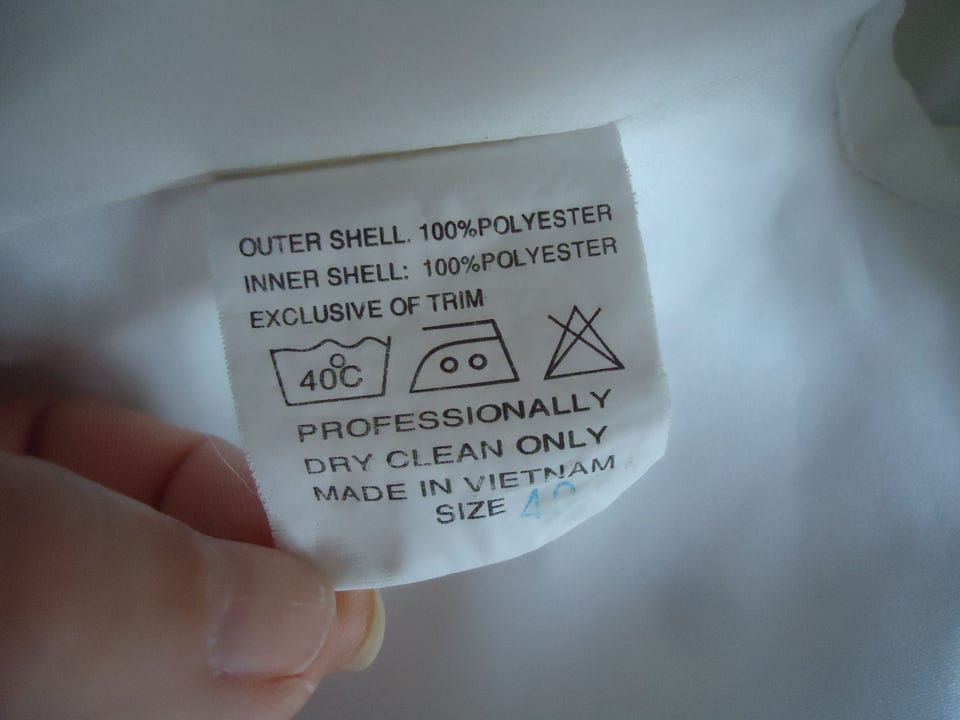 OUTER SHELL. 100%POLYESTER
INNER SHELL: 100%POLYESTER
EXCLUSIVE OF TRIM
40°C
PROFESSIONALLY
DRY CLEAN ONLY
MADE IN VIETNAM
SIZE 40